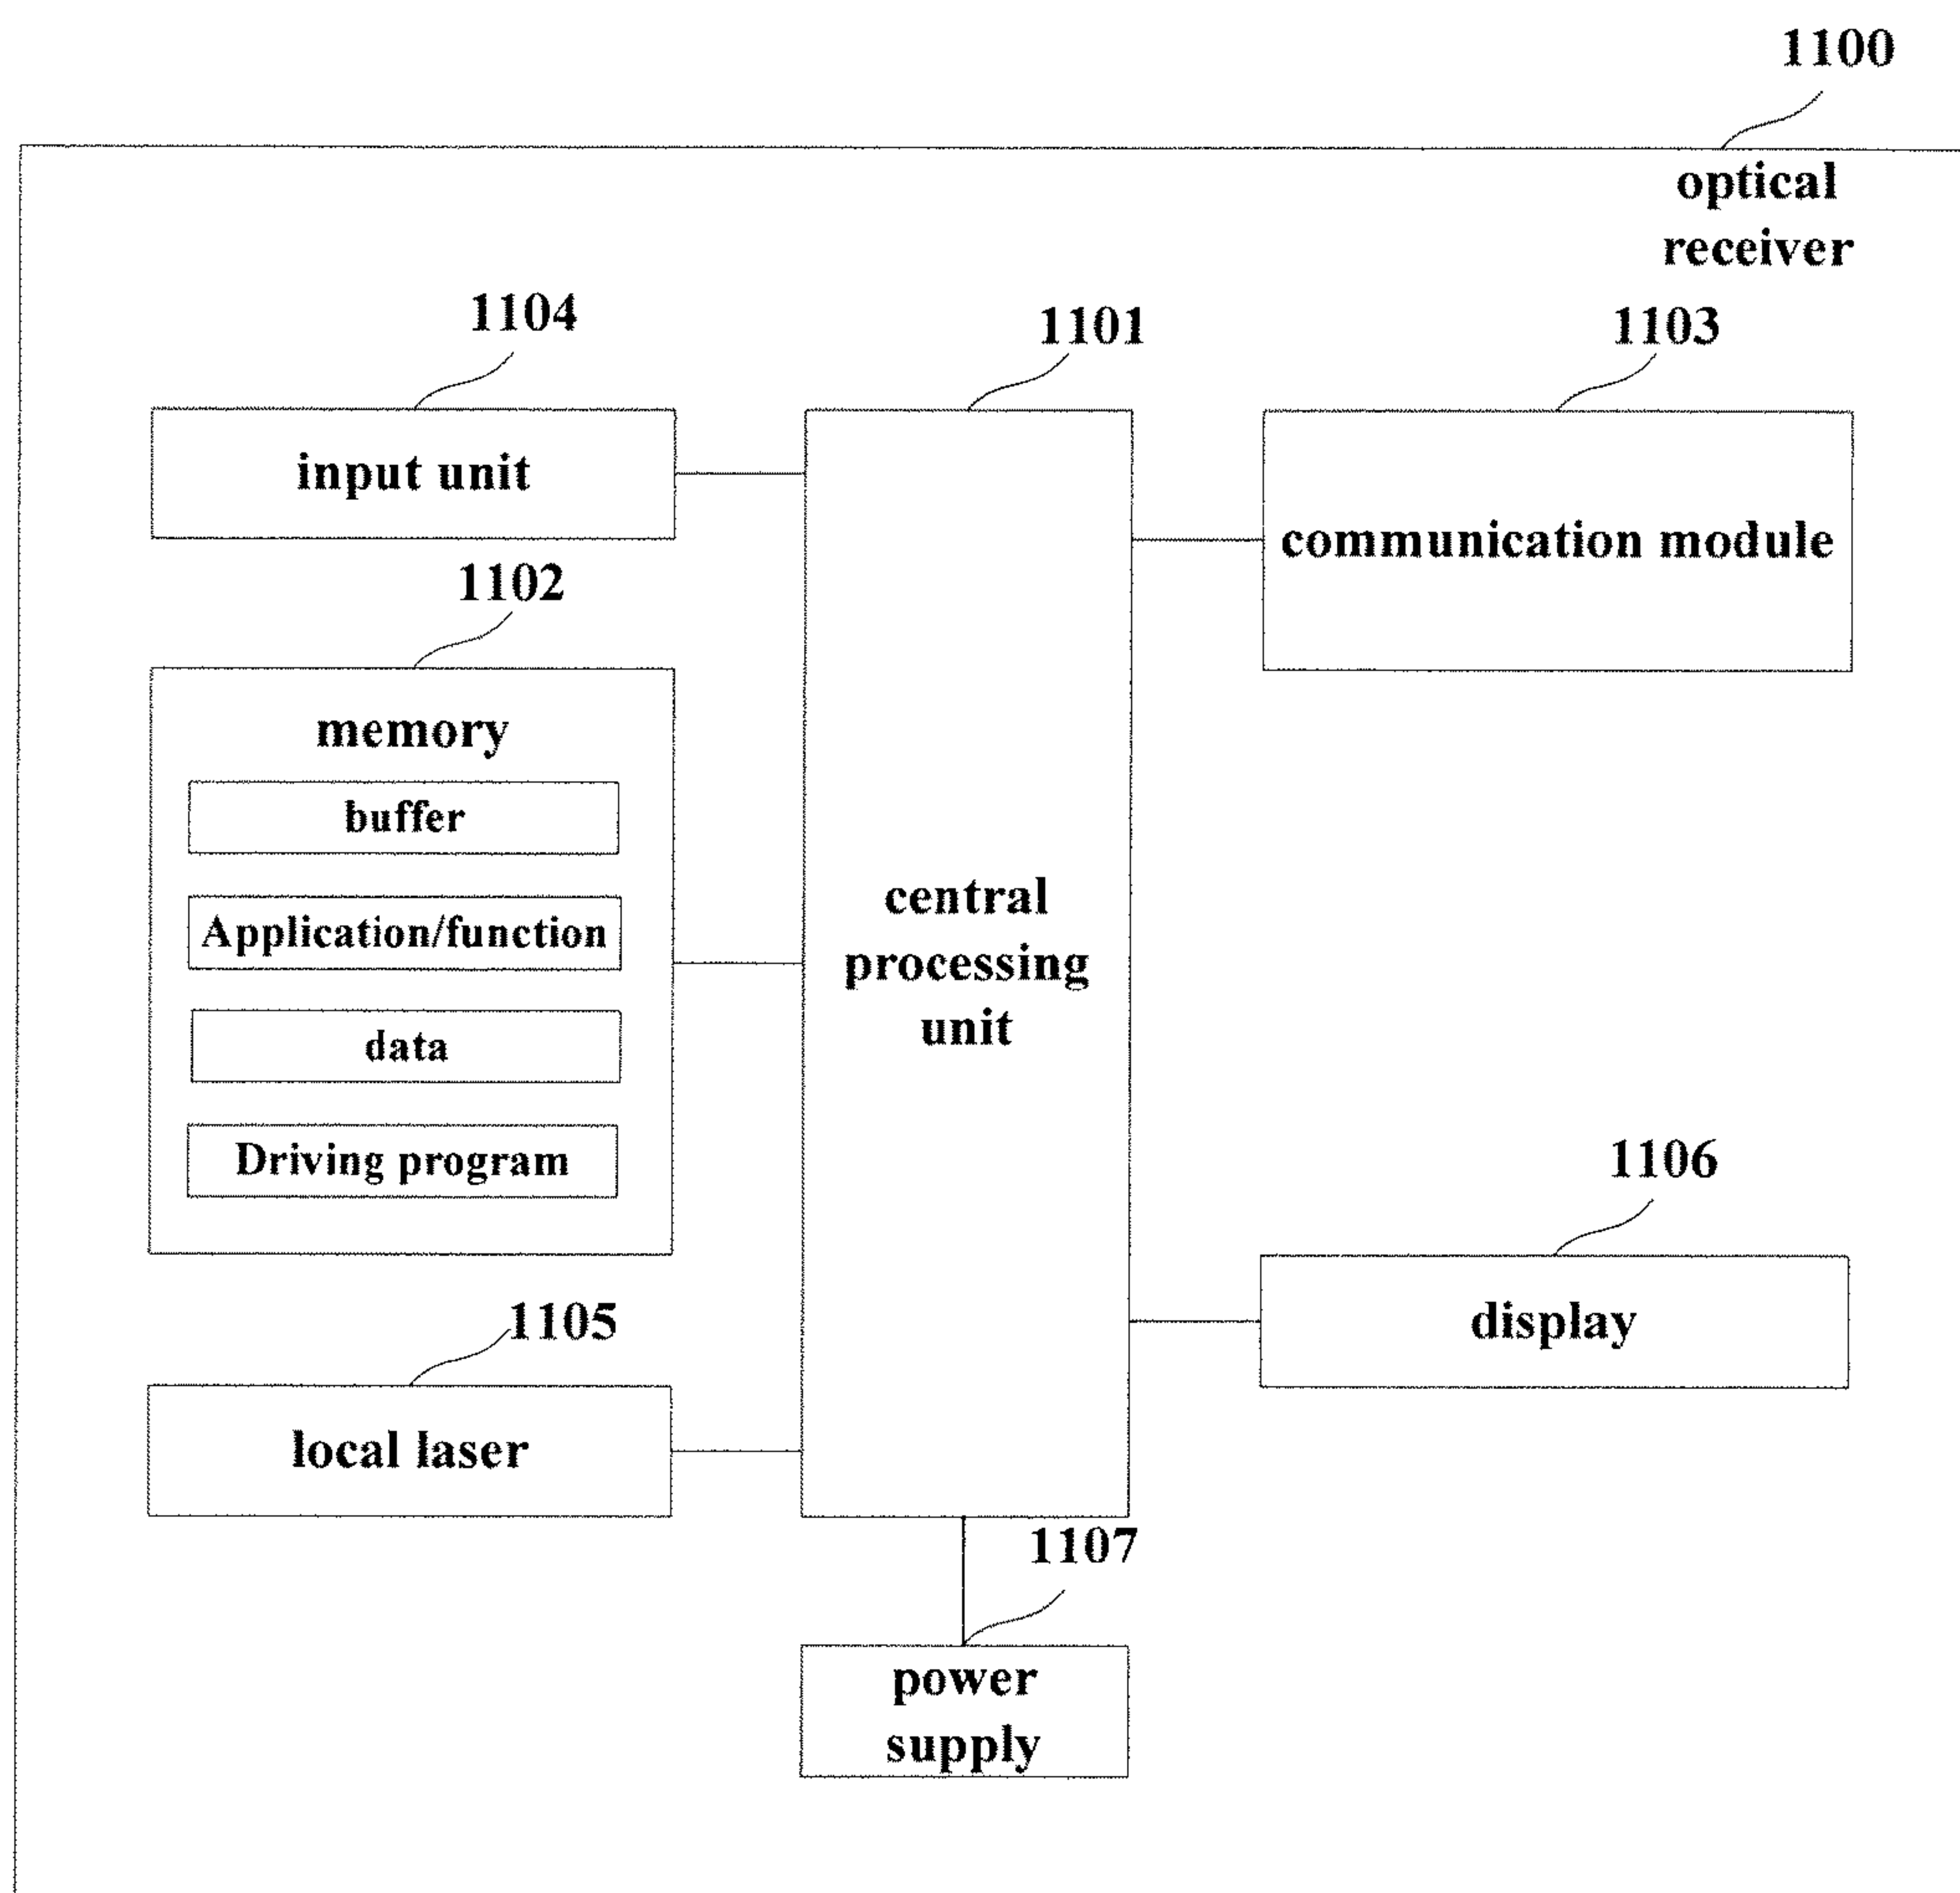 1100
optical
receiver
1104
1101
1103
input unit
communication module
1102
memory
buffer
Application/function
data
Driving program
central
processing
unit
1106
display
1105
local laser
1107
power
supply